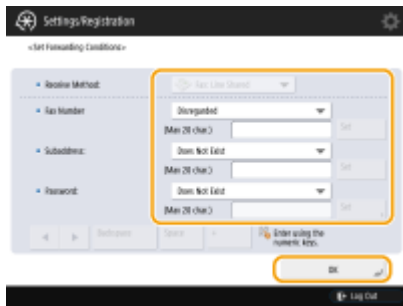 Settings/Registration
<Set Forwarding Conditions>
Receive Method:
Fax: Line Shared
Fax Number
Disregarded
(Max 20 char.)
Set
Subaddress:
Does Not Exist
(Max 20 char.)
Set
Password:
Does Not Exist
(Max 20 char.)
Set
Backspace
Space
+
Enter using the
numeric keys.
OK
Log Out